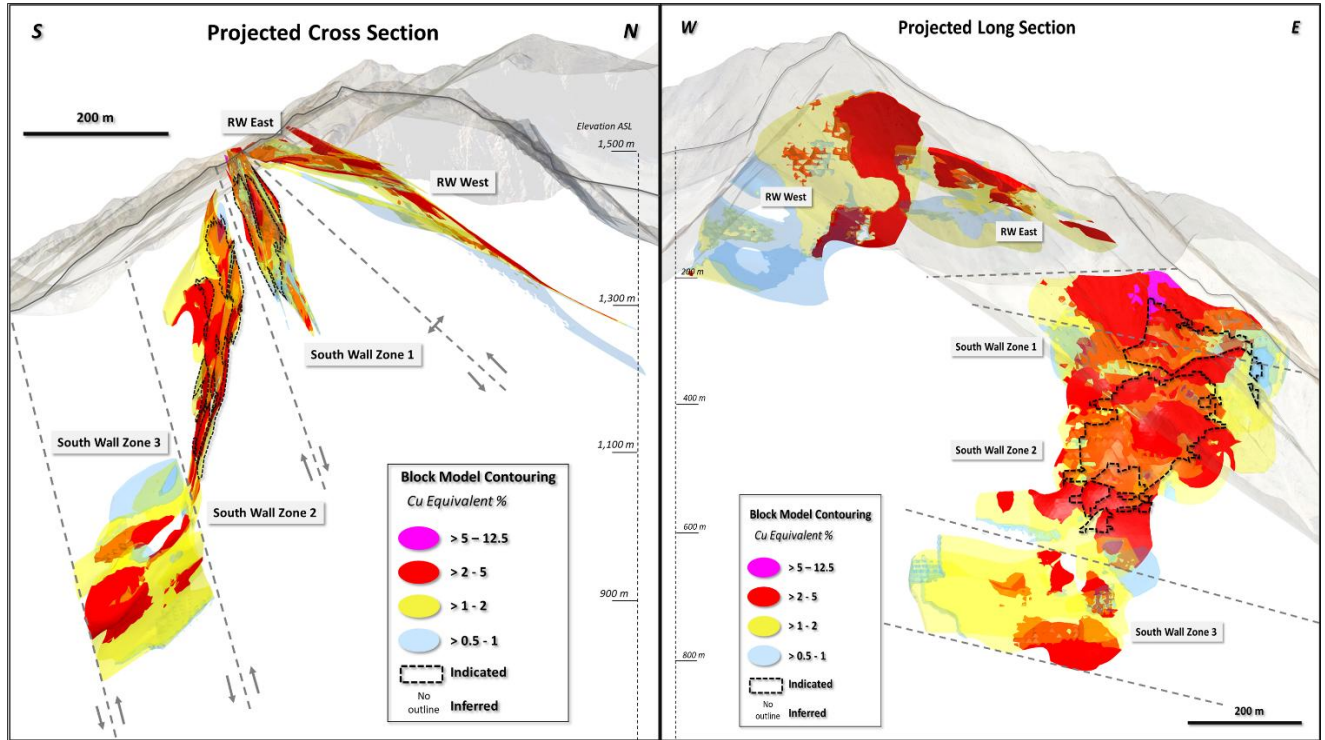 S
Projected Cross Section
N
200 m
RW East
Elevation ASL
1,500 m
RW West
1,300 m
South Wall Zone 1
1,100 m
South Wall Zone 3
South Wall Zone 2
900 m
Block Model Contouring
Cu Equivalent %
> 5 – 12.5
> 2 - 5
> 1 - 2
> 0.5 - 1
Indicated
No
outline
Inferred
W
Projected Long Section
E
RW West
RW East
200 m
South Wall Zone 1
400 m
South Wall Zone 2
600 m
South Wall Zone 3
800 m
Block Model Contouring
Cu Equivalent %
> 5 – 12.5
> 2 - 5
> 1 - 2
> 0.5 - 1
Indicated
No
outline
Inferred
200 m